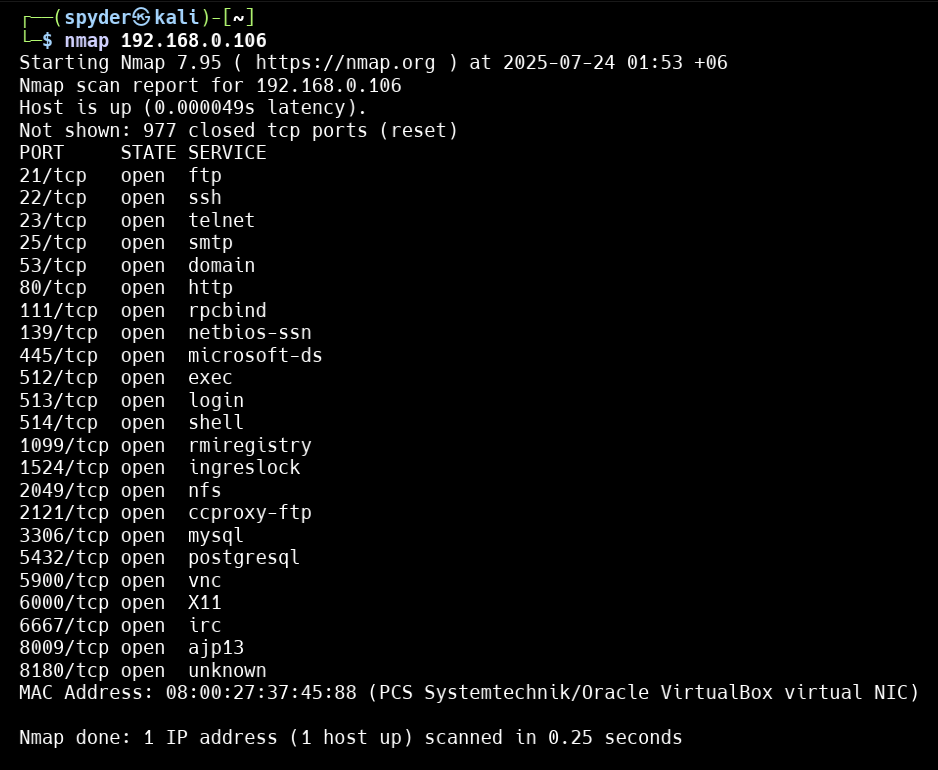 ┌──(spyder㉿kali)-[~]
└─$ nmap 192.168.0.106
Starting Nmap 7.95 ( https://nmap.org ) at 2025-07-24 01:53 +06
Nmap scan report for 192.168.0.106
Host is up (0.000049s latency).
Not shown: 977 closed tcp ports (reset)
PORT     STATE SERVICE
21/tcp   open  ftp
22/tcp   open  ssh
23/tcp   open  telnet
25/tcp   open  smtp
53/tcp   open  domain
80/tcp   open  http
111/tcp  open  rpcbind
139/tcp  open  netbios-ssn
445/tcp  open  microsoft-ds
512/tcp  open  exec
513/tcp  open  login
514/tcp  open  shell
1099/tcp open  rmiregistry
1524/tcp open  ingreslock
2049/tcp open  nfs
2121/tcp open  ccproxy-ftp
3306/tcp open  mysql
5432/tcp open  postgresql
5900/tcp open  vnc
6000/tcp open  X11
6667/tcp open  irc
8009/tcp open  ajp13
8180/tcp open  unknown
MAC Address: 08:00:27:37:45:88 (PCS Systemtechnik/Oracle VirtualBox virtual NIC)

Nmap done: 1 IP address (1 host up) scanned in 0.25 seconds